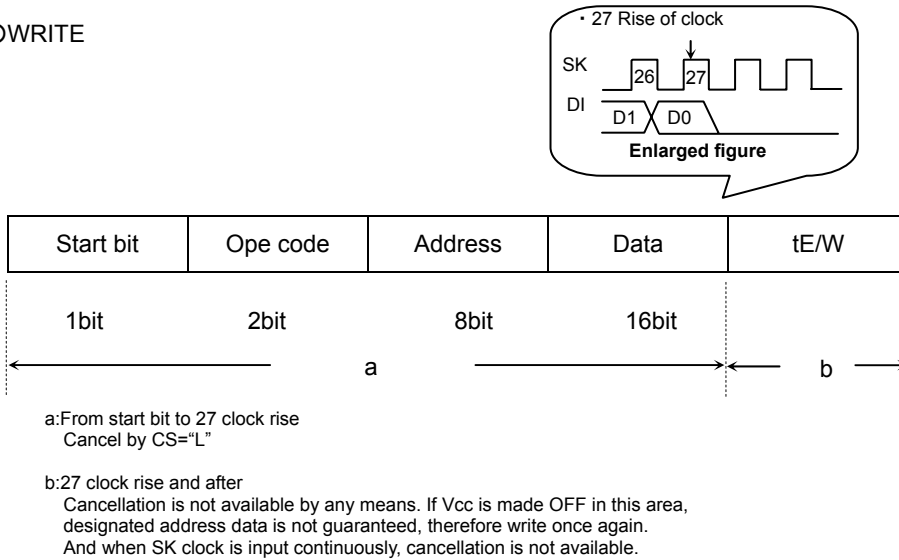 WRITE
・27 Rise of clock
SK
26
27
DI
D1
D0
Enlarged figure
Start bit
Ope code
Address
Data
tE/W
1bit
2bit
8bit
16bit
a
b
a:From start bit to 27 clock rise
Cancel by CS=“L”
b:27 clock rise and after
Cancellation is not available by any means. If Vcc is made OFF in this area,
designated address data is not guaranteed, therefore write once again.
And when SK clock is input continuously, cancellation is not available.